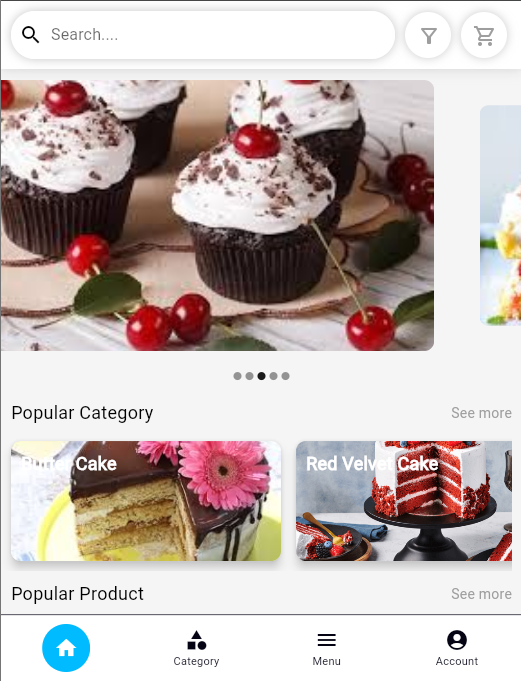 Search....
Popular Category
See more
Butter Cake
Red Velvet Cake
Popular Product
See more
Category
Menu
Account